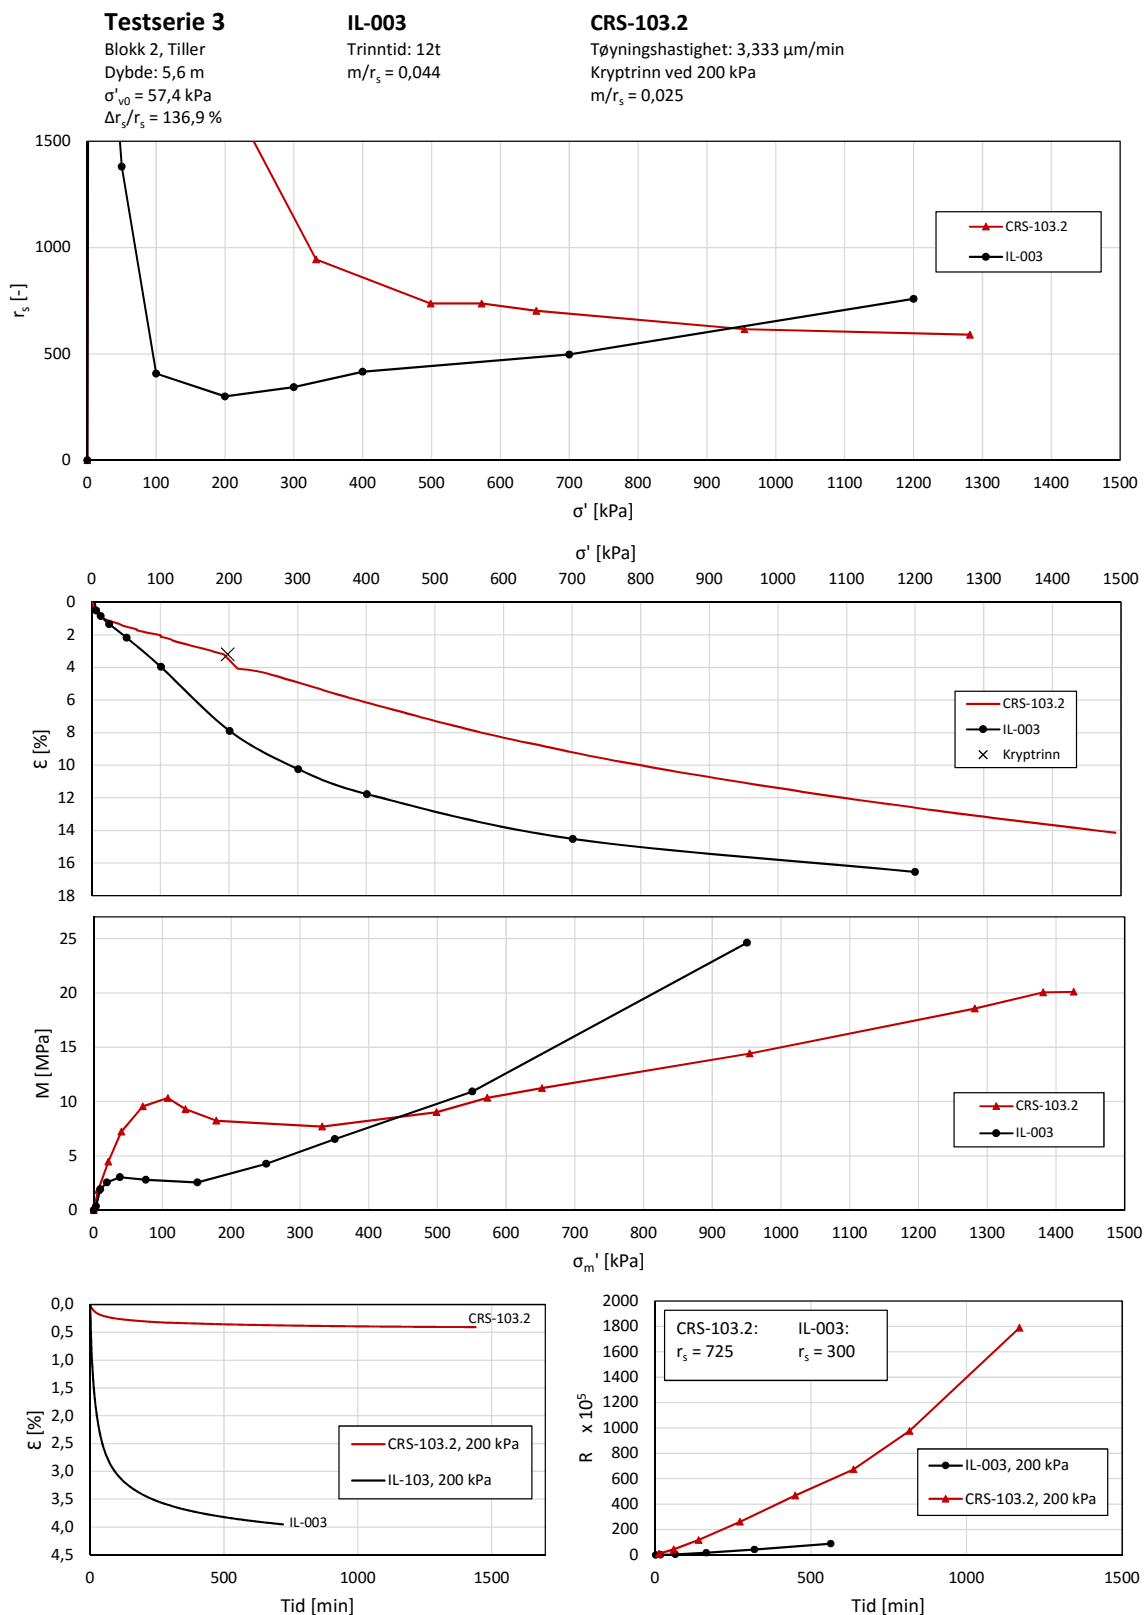 Testserie 3
Blokk 2, Tiller
Dybde: 5,6 m
σ'v0 = 57,4 kPa
Δrs/rs = 136,9 %
IL-003
Trinntid: 12t
m/rs = 0,044
CRS-103.2
Tøyningshastighet: 3,333 µm/min
Kryptrinn ved 200 kPa
m/rs = 0,025
1500
1000
500
0
rs [-]
CRS-103.2
IL-003
0 100 200 300 400 500 600 700 800 900 1000 1100 1200 1300 1400 1500
σ' [kPa]
σ' [kPa]
0 100 200 300 400 500 600 700 800 900 1000 1100 1200 1300 1400 1500
0
2
4
6
8
10
12
14
16
18
Ɛ [%]
CRS-103.2
IL-003
Kryptrinn
25
20
15
10
5
0
M [MPa]
CRS-103.2
IL-003
0 100 200 300 400 500 600 700 800 900 1000 1100 1200 1300 1400 1500
σm' [kPa]
0,0
0,5
1,0
1,5
2,0
2,5
3,0
3,5
4,0
4,5
Ɛ [%]
CRS-103.2
CRS-103.2, 200 kPa
IL-103, 200 kPa
IL-003
0 500 1000 1500
Tid [min]
2000
1800
1600
1400
1200
1000
800
600
400
200
0
R x 10⁵
CRS-103.2: IL-003:
rs = 725 rs = 300
IL-003, 200 kPa
CRS-103.2, 200 kPa
0 500 1000 1500
Tid [min]